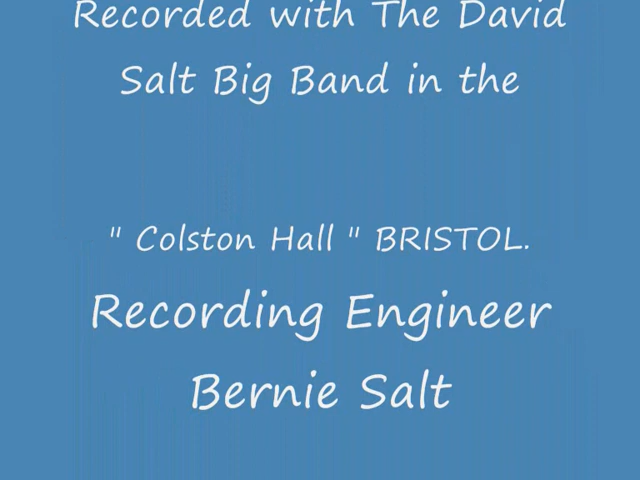 Recorded with The David
Salt Big Band in the
" Colston Hall " BRISTOL.
Recording Engineer
Bernie Salt